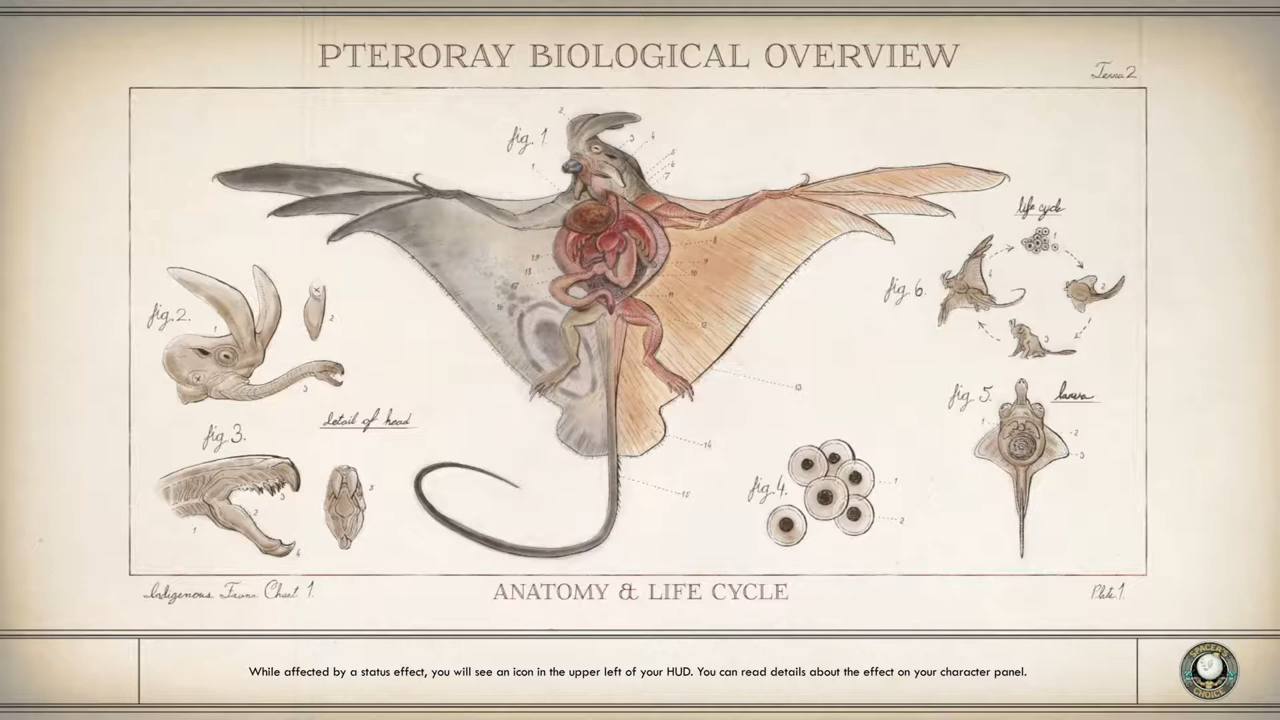 PTERORAY BIOLOGICAL OVERVIEW
Terra 2
fig. 1.
life cycle
fig. 6.
fig. 2.
detail of head
fig. 3.
fig. 5.
larva
fig. 4.
Indigenous Fauna Chart 1.
ANATOMY & LIFE CYCLE
Plate 1.
While affected by a status effect, you will see an icon in the upper left of your HUD. You can read details about the effect on your character panel.
SPACER'S
CHOICE